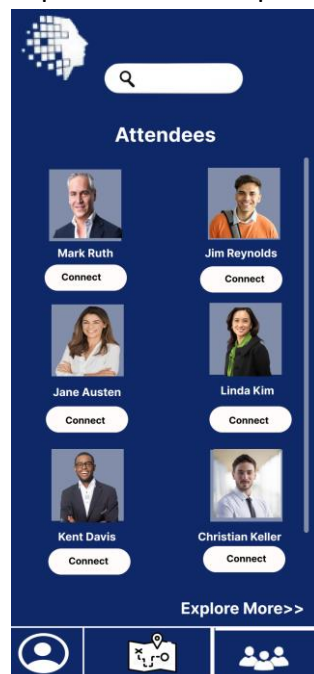 Attendees
Mark Ruth
Jim Reynolds
Connect
Connect
Jane Austen
Linda Kim
Connect
Connect
Kent Davis
Christian Keller
Connect
Connect
Explore More>>